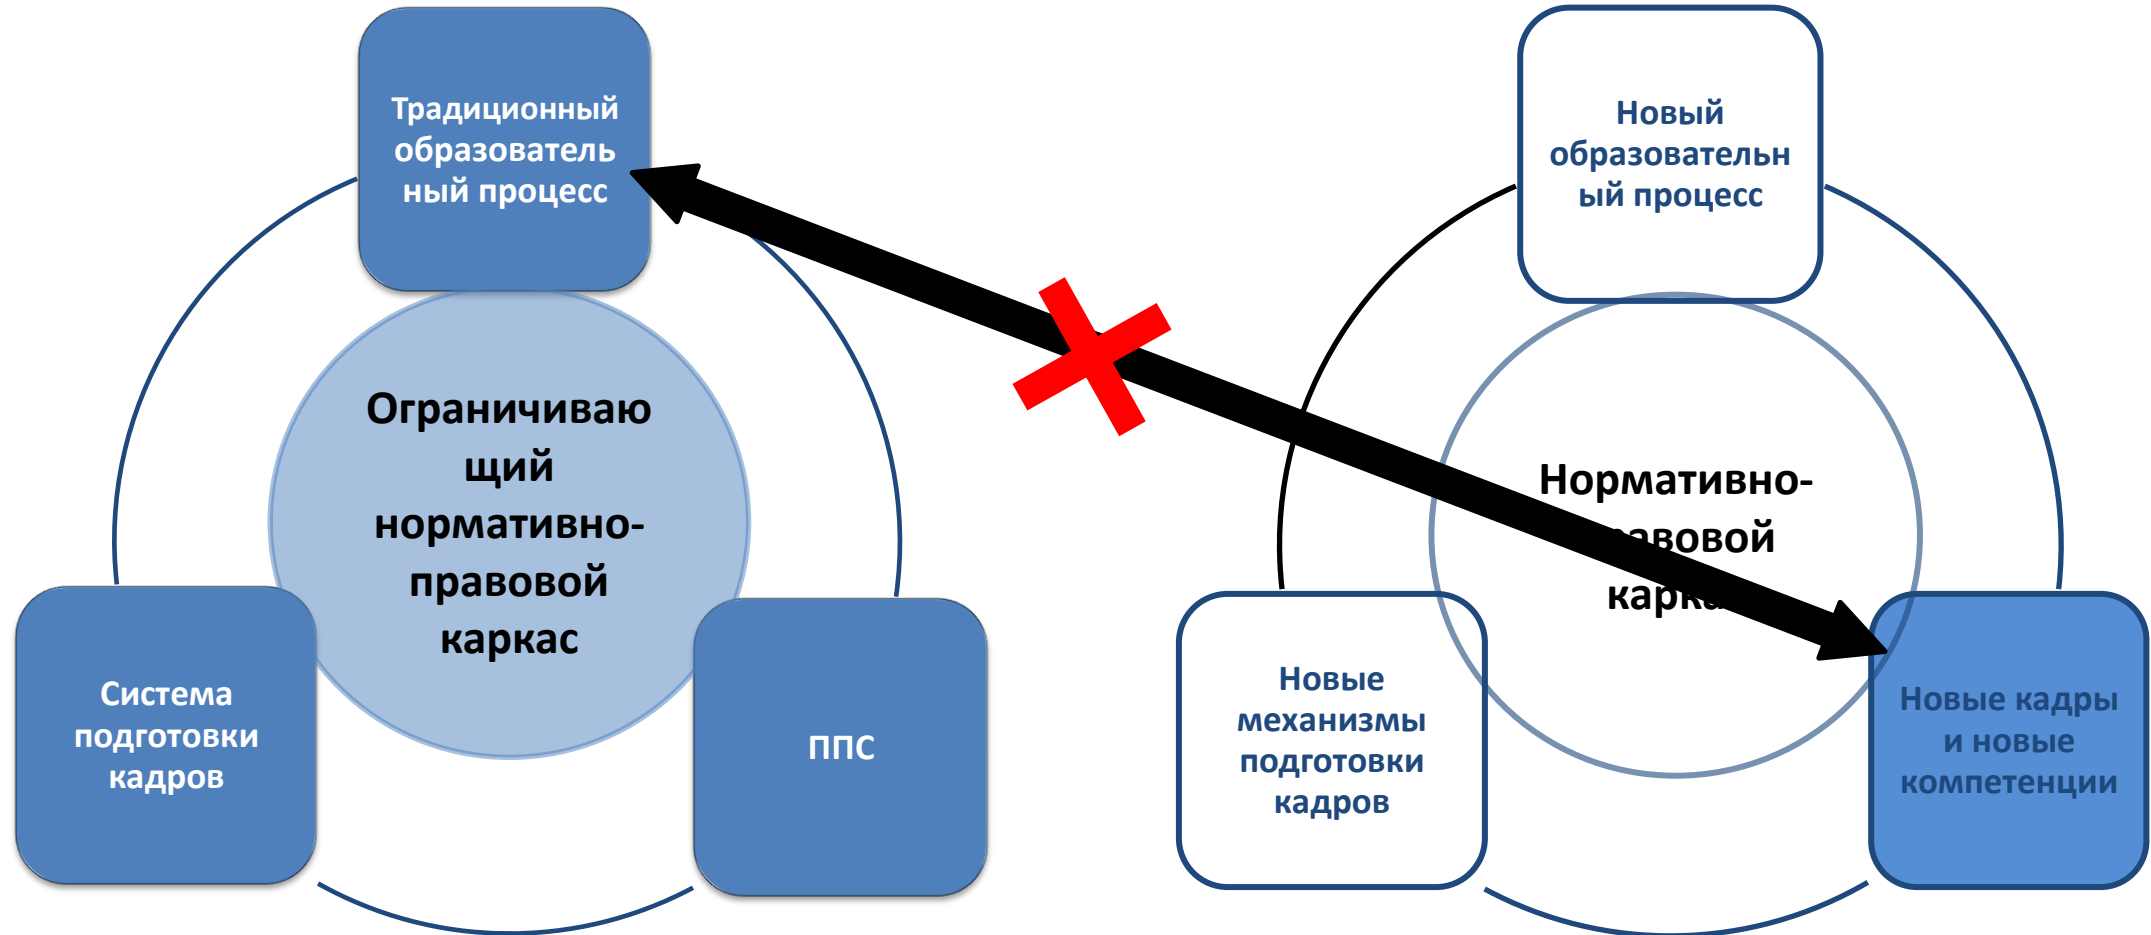 Традиционный
образователь
ный процесс
Ограничиваю
щий
нормативно-
правовой
каркас
Система
подготовки
кадров
ППС
Новый
образовательн
ый процесс
Нормативно-
Новые
механизмы
подготовки
кадров
Новые кадры
и новые
компетенции